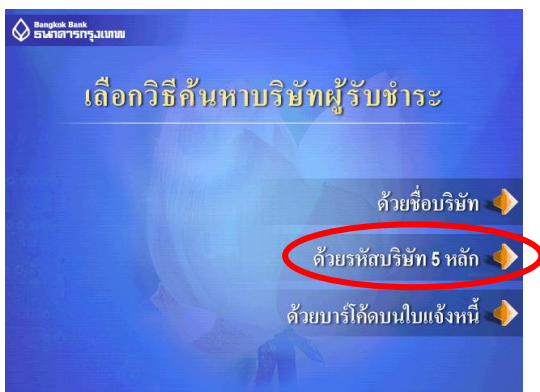 Bangkok Bank
ธนาคารกรุงเทพ
เลือกวิธีค้นหาบริษัทผู้รับชำระ
ด้วยชื่อบริษัท
ด้วยรหัสบริษัท 5 หลัก
ด้วยบาร์โค้ดบนใบแจ้งหนี้